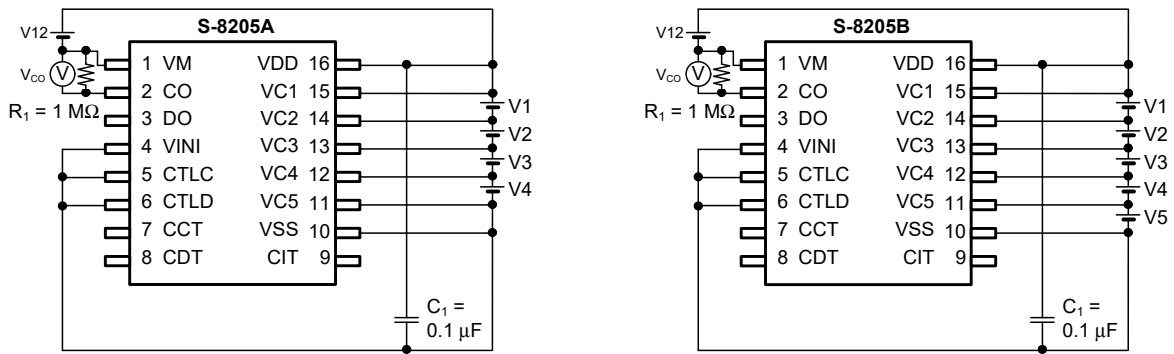 S-8205A
V12
V
VCO
R1 = 1 MΩ
1 VM
2 CO
3 DO
4 VINI
5 CTLC
6 CTLD
7 CCT
8 CDT
VDD 16
VC1 15
VC2 14
VC3 13
VC4 12
VC5 11
VSS 10
CIT 9
V1
V2
V3
V4
C1 =
0.1 μF
S-8205B
V12
V
VCO
R1 = 1 MΩ
1 VM
2 CO
3 DO
4 VINI
5 CTLC
6 CTLD
7 CCT
8 CDT
VDD 16
VC1 15
VC2 14
VC3 13
VC4 12
VC5 11
VSS 10
CIT 9
V1
V2
V3
V4
V5
C1 =
0.1 μF